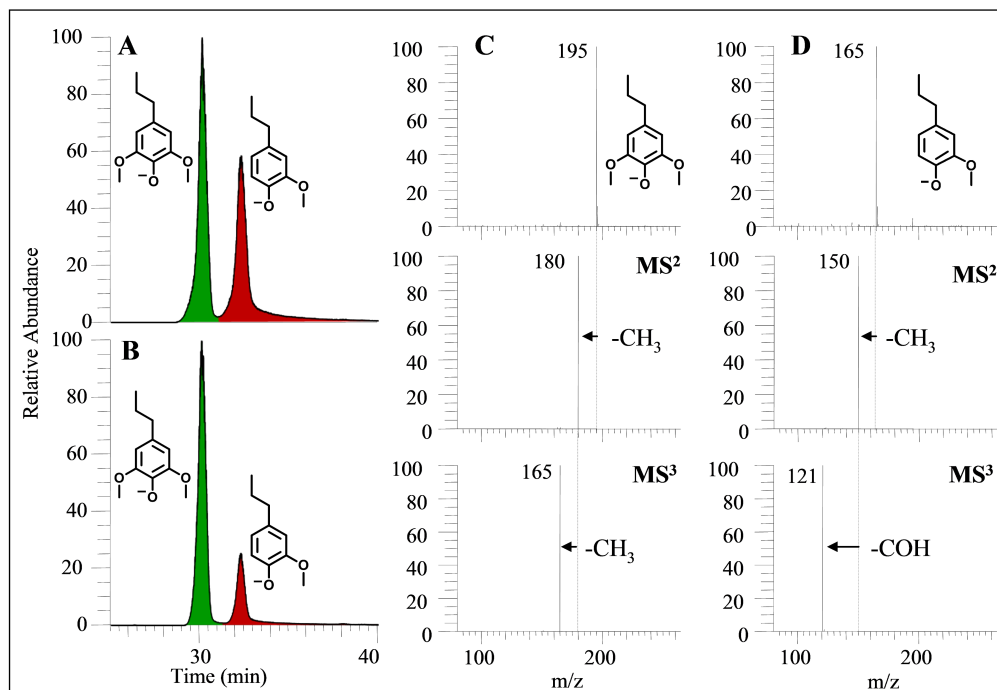 Relative Abundance
A
100
80
60
40
20
0
O
O
−O
O
−O
B
100
80
60
40
20
0
O
O
−O
O
−O
30
40
Time (min)
C
100
80
60
40
20
0
195
O
O
−O
100
80
60
40
20
0
180
MS²
-CH₃
100
80
60
40
20
0
165
MS³
-CH₃
100
200
m/z
D
100
80
60
40
20
0
165
O
−O
100
80
60
40
20
0
150
MS²
-CH₃
100
80
60
40
20
0
121
MS³
-COH
100
200
m/z